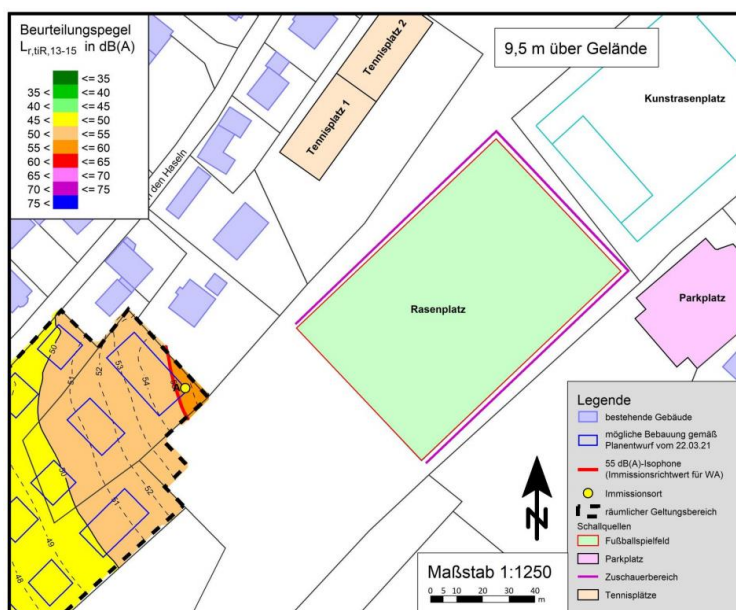 Beurteilungspegel
Lr,tiR,13-15 in dB(A)
<= 35
35 < <= 40
40 < <= 45
45 < <= 50
50 < <= 55
55 < <= 60
60 < <= 65
65 < <= 70
70 < <= 75
75 <
9,5 m über Gelände
Tennisplatz 2
Tennisplatz 1
Kunstrasenplatz
den Haseln
Rasenplatz
Parkplatz
50
51
52
53
54
50
51
52
49
48
Legende
bestehende Gebäude
mögliche Bebauung gemäß
Planentwurf vom 22.03.21
55 dB(A)-Isophone
(Immissionsrichtwert für WA)
Immissionsort
räumlicher Geltungsbereich
Schallquellen
Fußballspielfeld
Parkplatz
Zuschauerbereich
Tennisplätze
N
Maßstab 1:1250
0 5 10 20 30 40
m